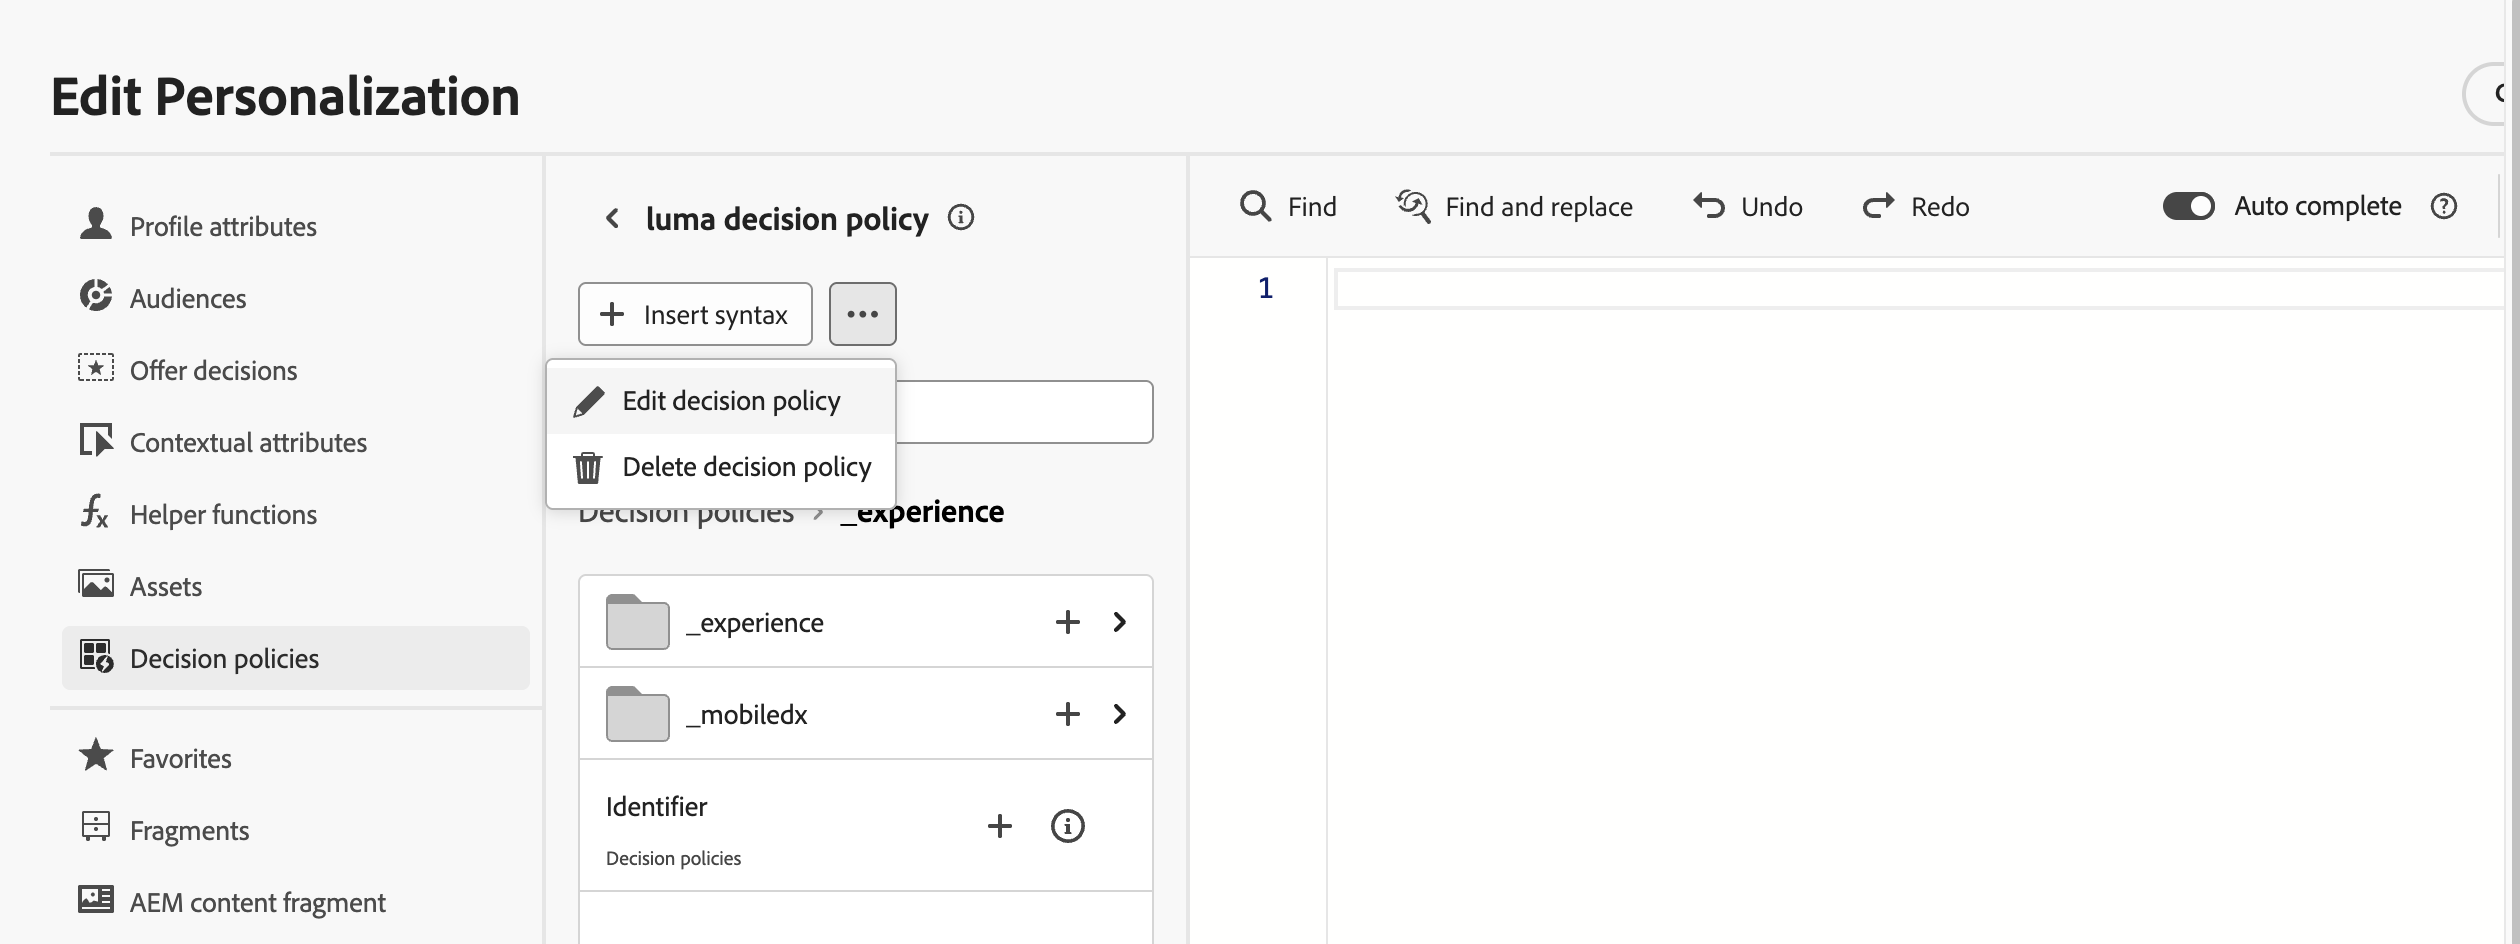 Edit Personalization
Profile attributes
Audiences
Offer decisions
Contextual attributes
Helper functions
Assets
Decision policies
Favorites
Fragments
AEM content fragment
luma decision policy
Insert syntax
Edit decision policy
Delete decision policy
Decision policies > _experience
_experience
_mobiledx
Identifier
Decision policies
Find
Find and replace
Undo
Redo
Auto complete
1